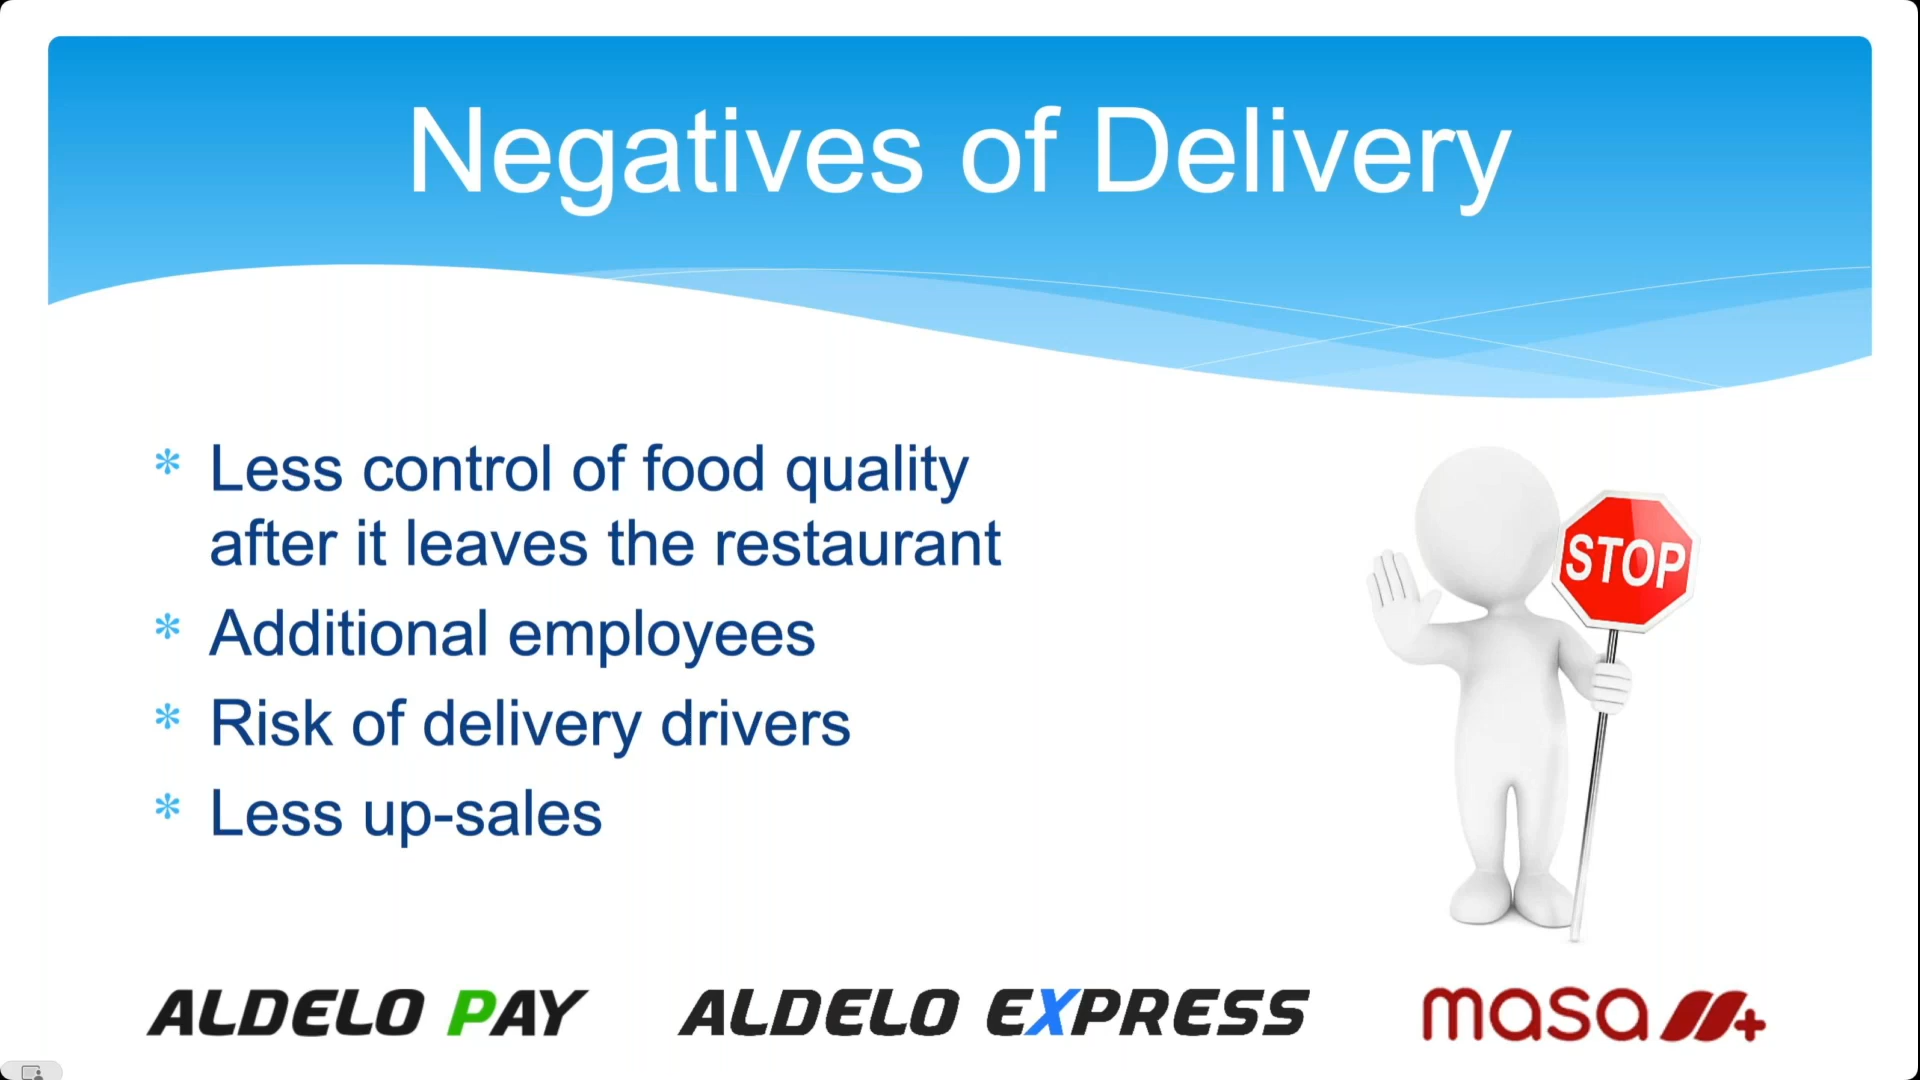 Negatives of Delivery
* Less control of food quality
after it leaves the restaurant
* Additional employees
* Risk of delivery drivers
* Less up-sales
STOP
ALDELO PAY
ALDELO EXPRESS
masa